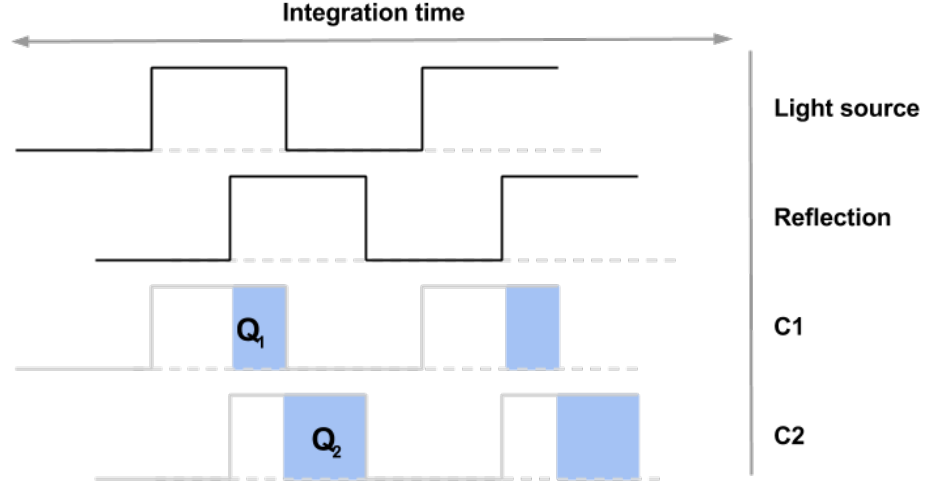 Integration time
Light source
Reflection
Q₁
C1
Q₂
C2